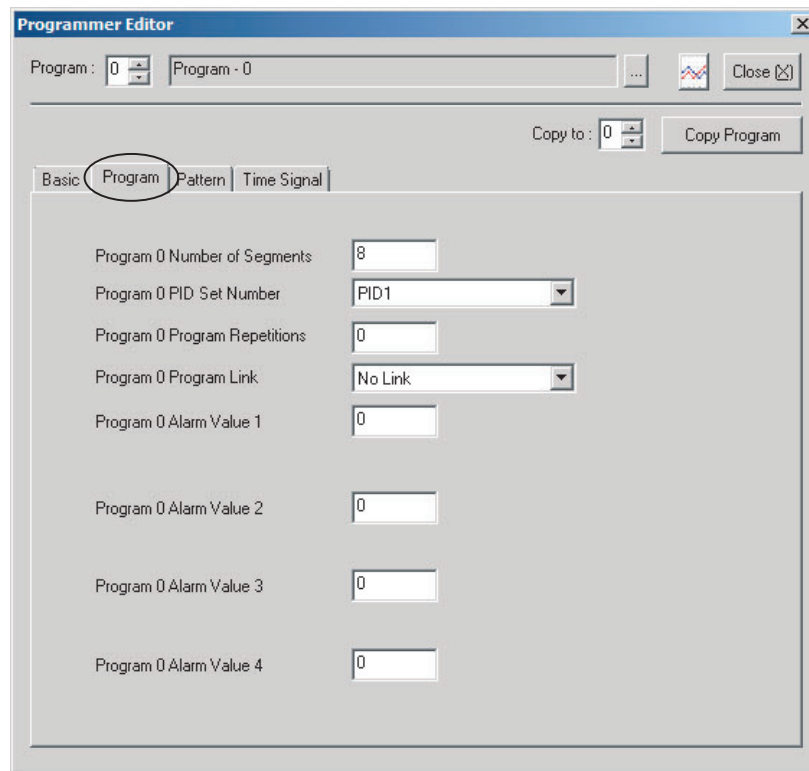 Programmer Editor
Program : 0 Program - 0 ... Close (X)
Copy to : 0 Copy Program
Basic Program Pattern Time Signal
Program 0 Number of Segments 8
Program 0 PID Set Number PID1
Program 0 Program Repetitions 0
Program 0 Program Link No Link
Program 0 Alarm Value 1 0
Program 0 Alarm Value 2 0
Program 0 Alarm Value 3 0
Program 0 Alarm Value 4 0